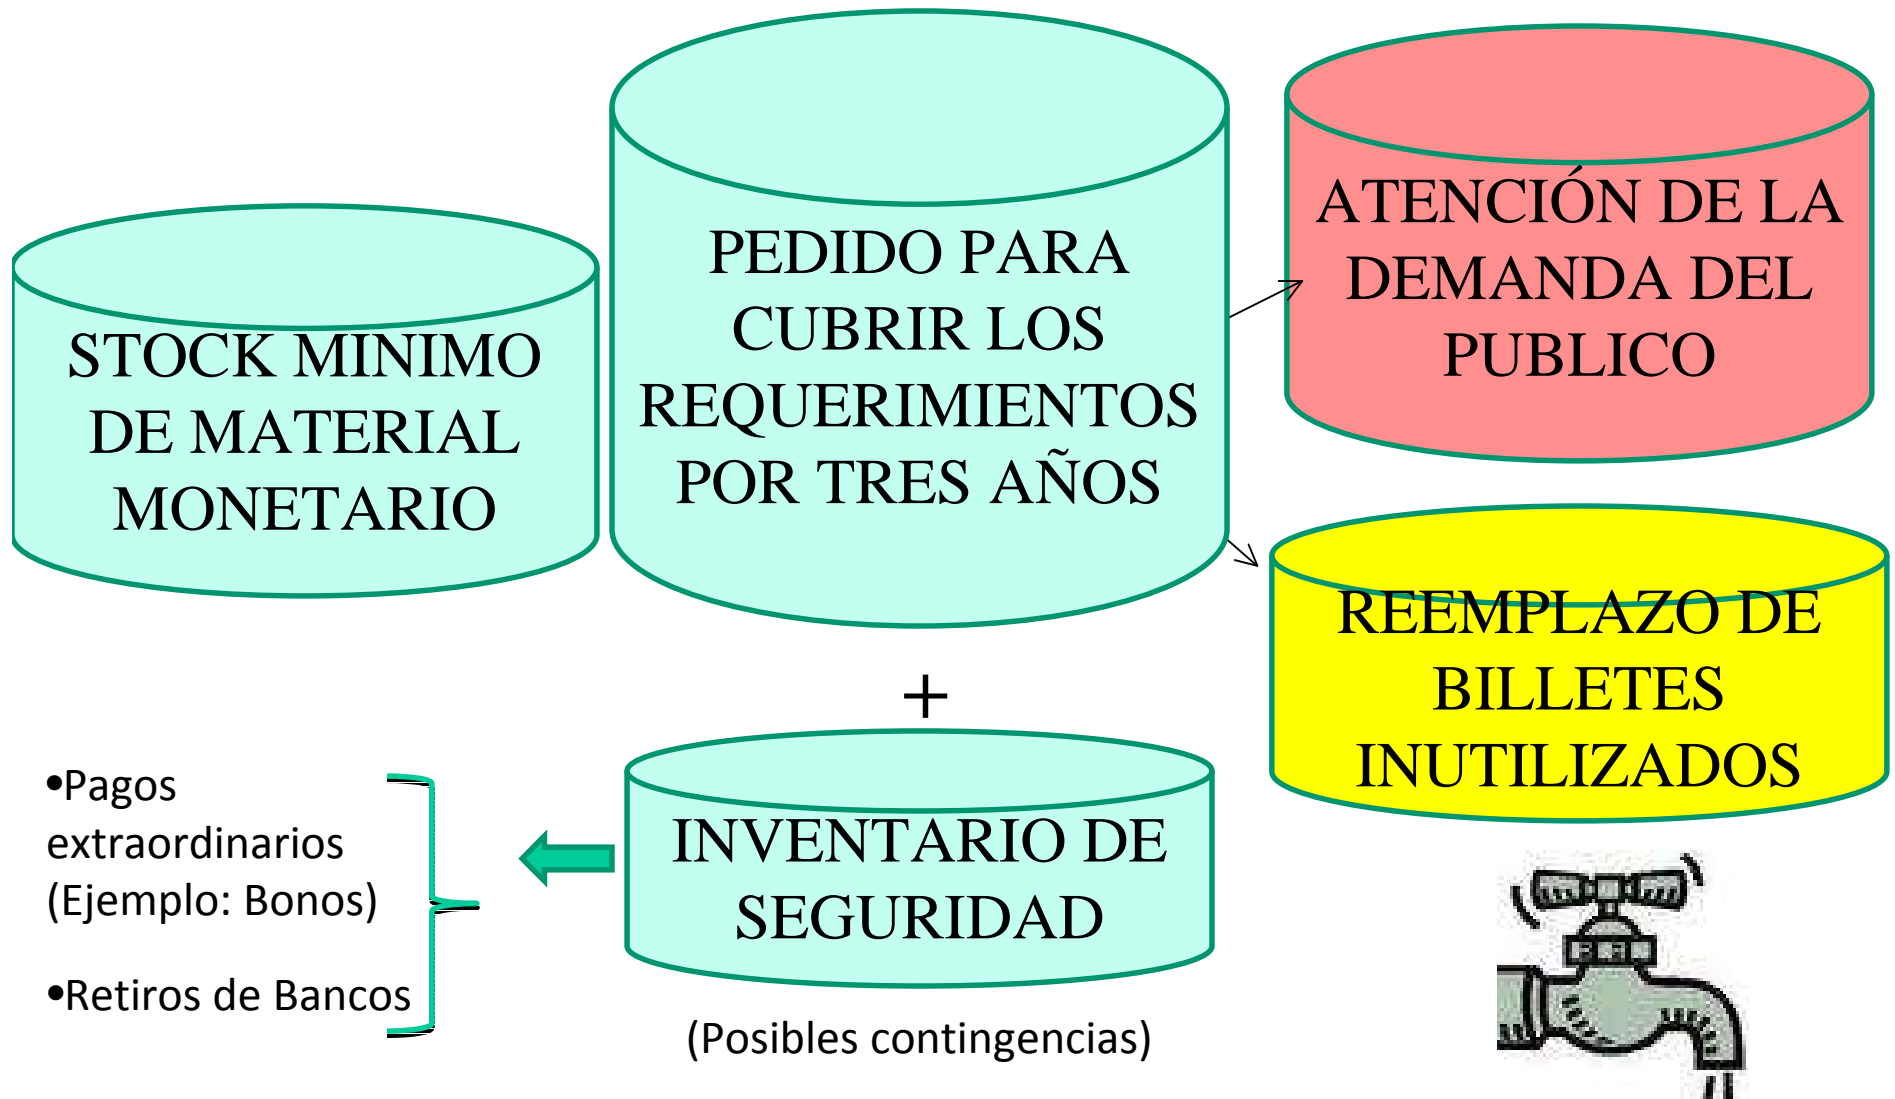 STOCK MINIMO
DE MATERIAL
MONETARIO
PEDIDO PARA
CUBRIR LOS
REQUERIMIENTOS
POR TRES AÑOS
ATENCIÓN DE LA
DEMANDA DEL
PUBLICO
REEMPLAZO DE
BILLETES
INUTILIZADOS
+
INVENTARIO DE
SEGURIDAD
(Posibles contingencias)
•Pagos
extraordinarios
(Ejemplo: Bonos)
•Retiros de Bancos